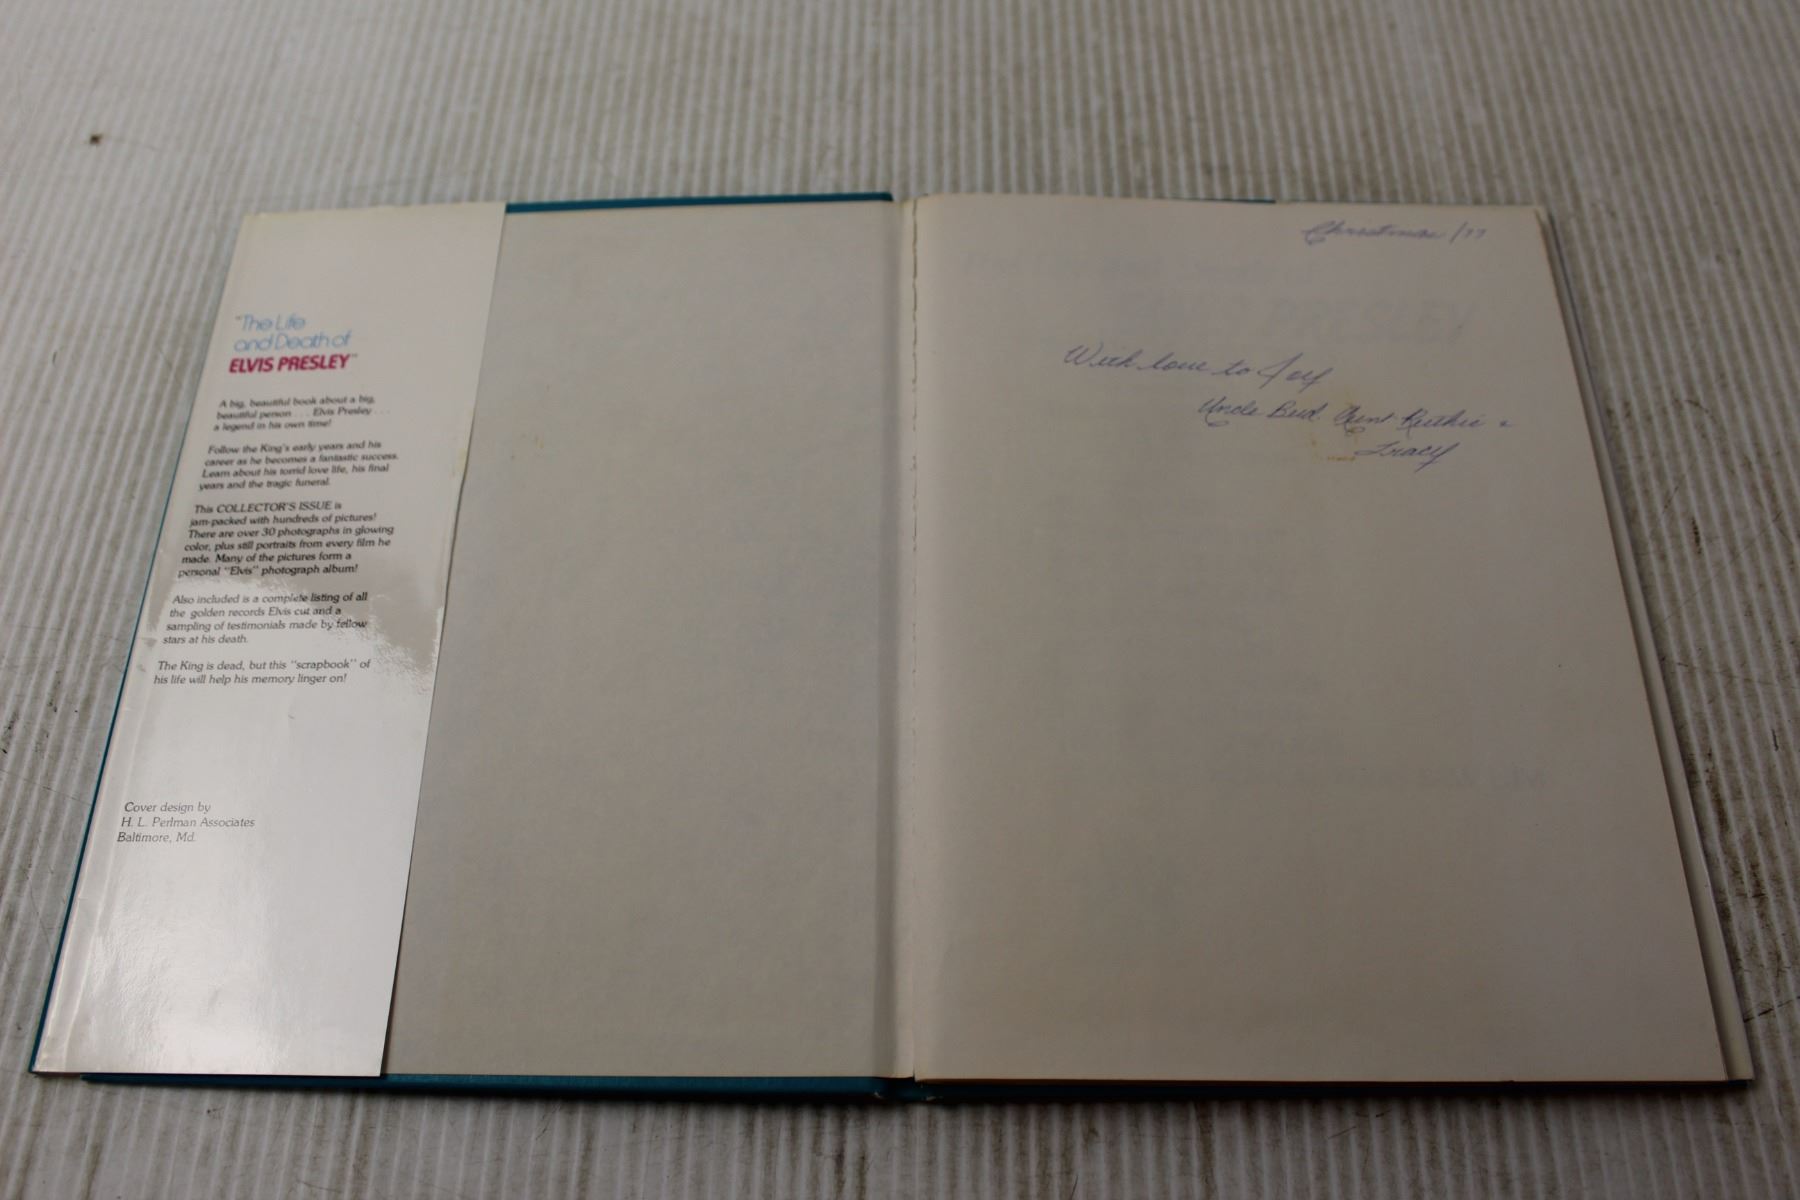 "The Life
and Death of
ELVIS PRESLEY"
A big, beautiful book about a big,
beautiful person . . . Elvis Presley . . .
a legend in his own time!
Follow the King's early years and his
career as he becomes a fantastic success.
Learn about his torrid love life, his final
years and the tragic funeral.
This COLLECTOR'S ISSUE is
jam-packed with hundreds of pictures!
There are over 30 photographs in glowing
color, plus still portraits from every film he
made. Many of the pictures form a
personal "Elvis" photograph album!
Also included is a complete listing of all
the golden records Elvis cut and a
sampling of testimonials made by fellow
stars at his death.
The King is dead, but this "scrapbook" of
his life will help his memory linger on!
Cover design by
H. L. Perlman Associates
Baltimore, Md.
Christmas /77
With love to Joy
Uncle Bud. Aunt Ruthie &
Tracy